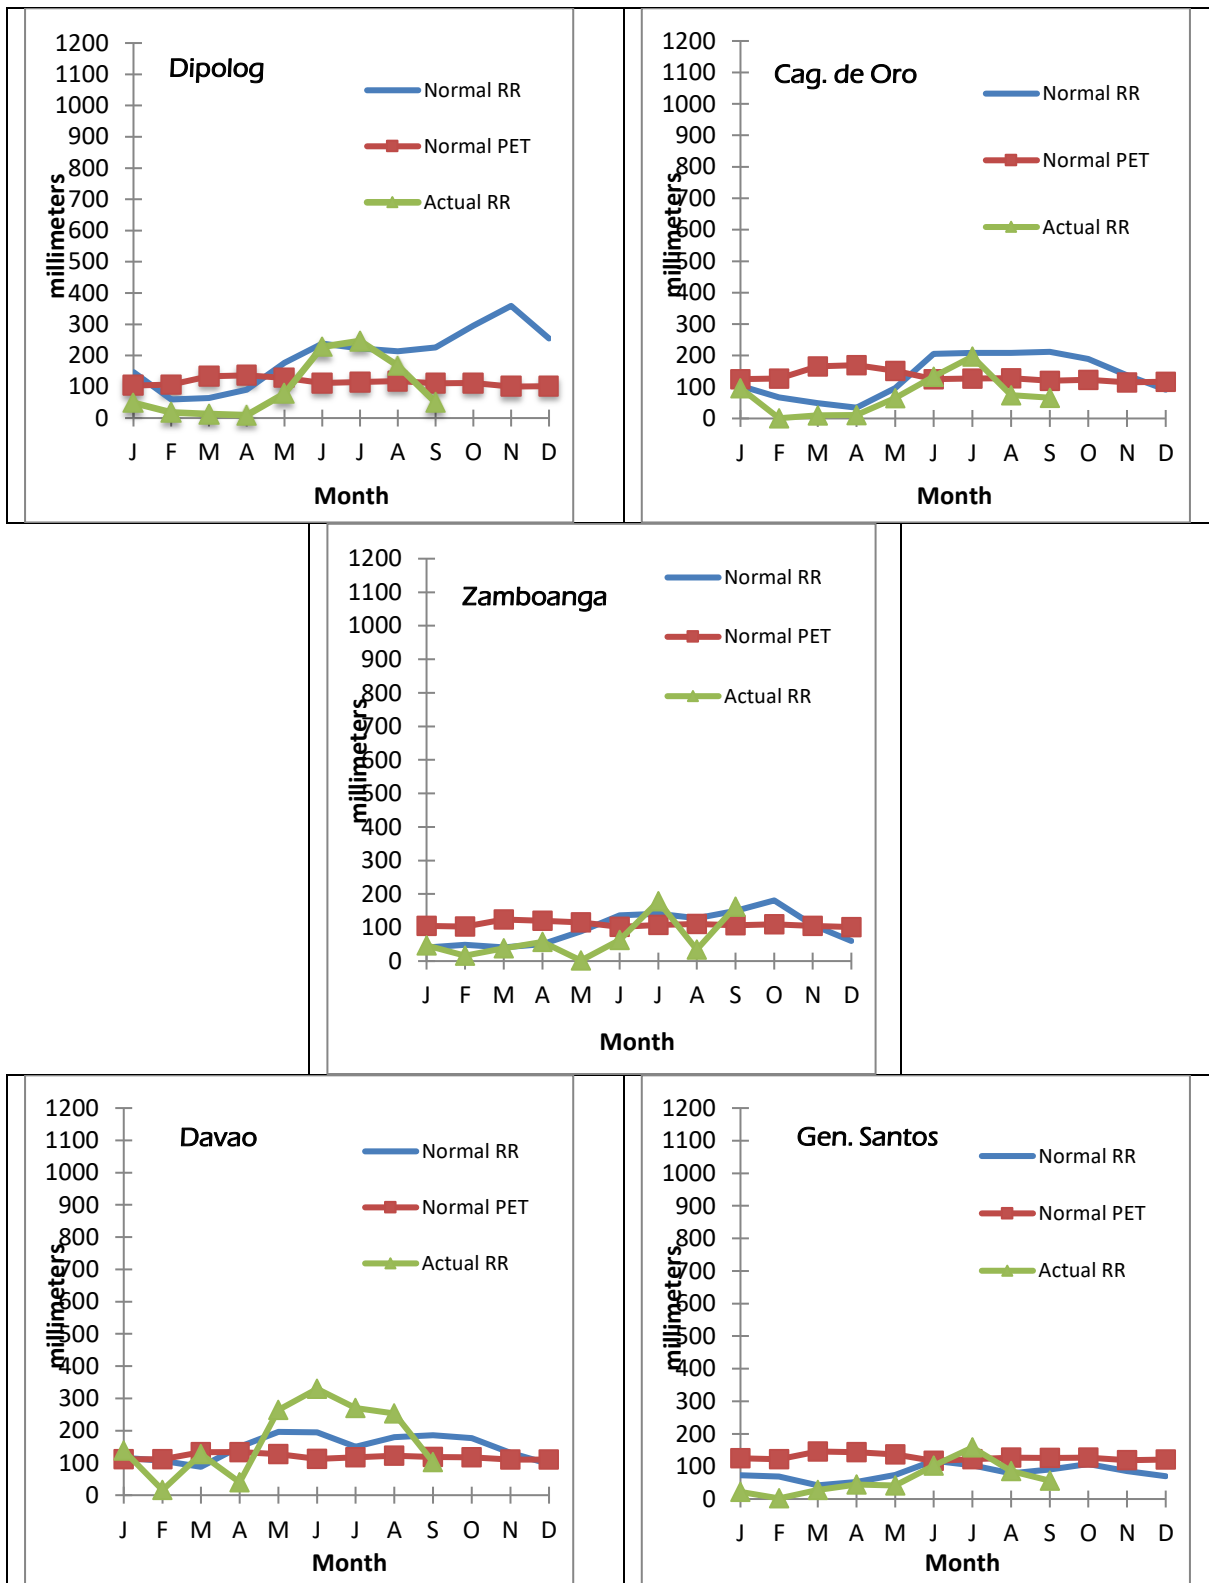 Dipolog
1200
1100
1000
900
800
700
600
500
400
300
200
100
0
millimeters
Normal RR
Normal PET
Actual RR
J F M A M J J A S O N D
Month
Cag. de Oro
1200
1100
1000
900
800
700
600
500
400
300
200
100
0
millimeters
Normal RR
Normal PET
Actual RR
J F M A M J J A S O N D
Month
Zamboanga
1200
1100
1000
900
800
700
600
500
400
300
200
100
0
millimeters
Normal RR
Normal PET
Actual RR
J F M A M J J A S O N D
Month
Davao
1200
1100
1000
900
800
700
600
500
400
300
200
100
0
millimeters
Normal RR
Normal PET
Actual RR
J F M A M J J A S O N D
Month
Gen. Santos
1200
1100
1000
900
800
700
600
500
400
300
200
100
0
millimeters
Normal RR
Normal PET
Actual RR
J F M A M J J A S O N D
Month